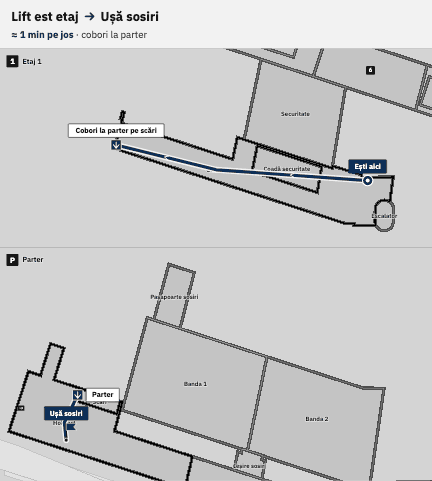 Lift est etaj → Ușă sosiri
≈ 1 min pe jos · cobori la parter
1 Etaj 1
6
Securitate
Cobori la parter pe scări
Coadă securitate
Ești aici
Escalator
P Parter
Pașapoarte sosiri
Banda 1
Banda 2
Parter
Ușă sosiri
Ieșire sosiri